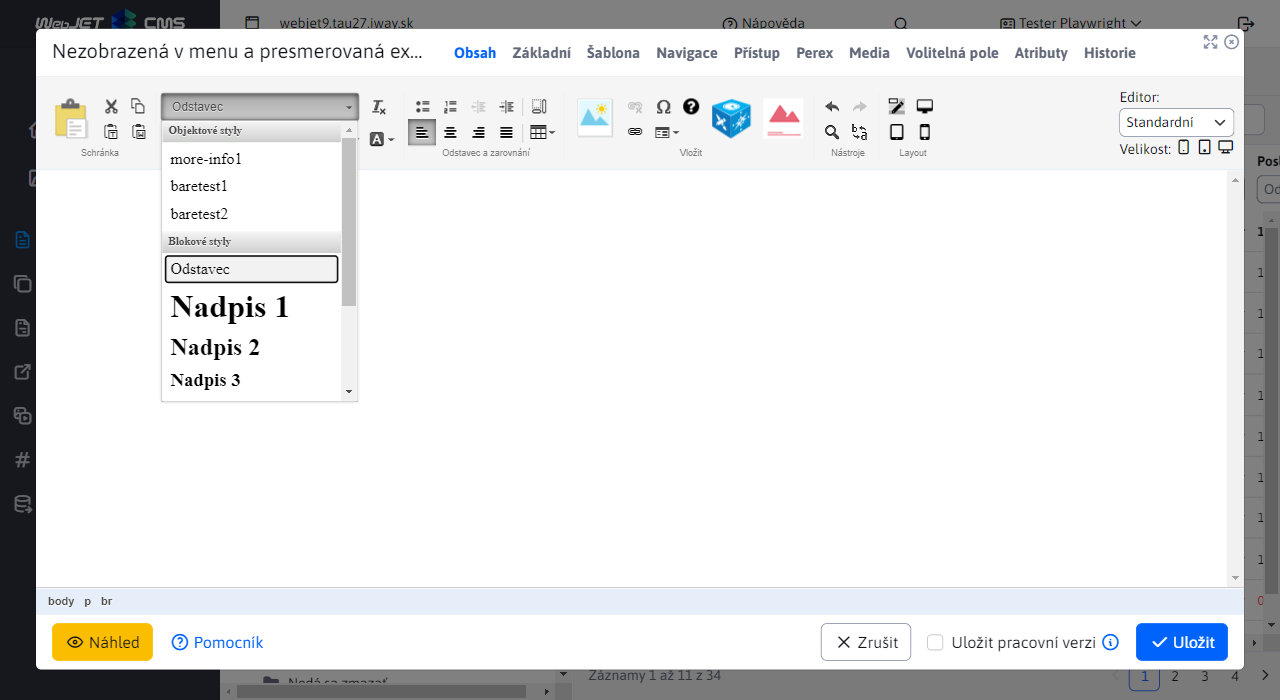 WebJET CMS
webjet9.tau27.iway.sk
Nápověda
Tester Playwright
Nezobrazená v menu a presmerovaná ex...
Obsah Základní Šablona Navigace Přístup Perex Media Volitelná pole Atributy Historie
Odstavec
Schránka
Odstavec a zarovnání
Vložit
Nástroje
Layout
Editor:
Standardní
Velikost:
Objektové styly
more-info1
baretest1
baretest2
Blokové styly
Odstavec
Nadpis 1
Nadpis 2
Nadpis 3
body p br
Náhled
Pomocník
Zrušit
Uložit pracovní verzi
Uložit
Záznamy 1 až 11 z 34
1 2 3 4